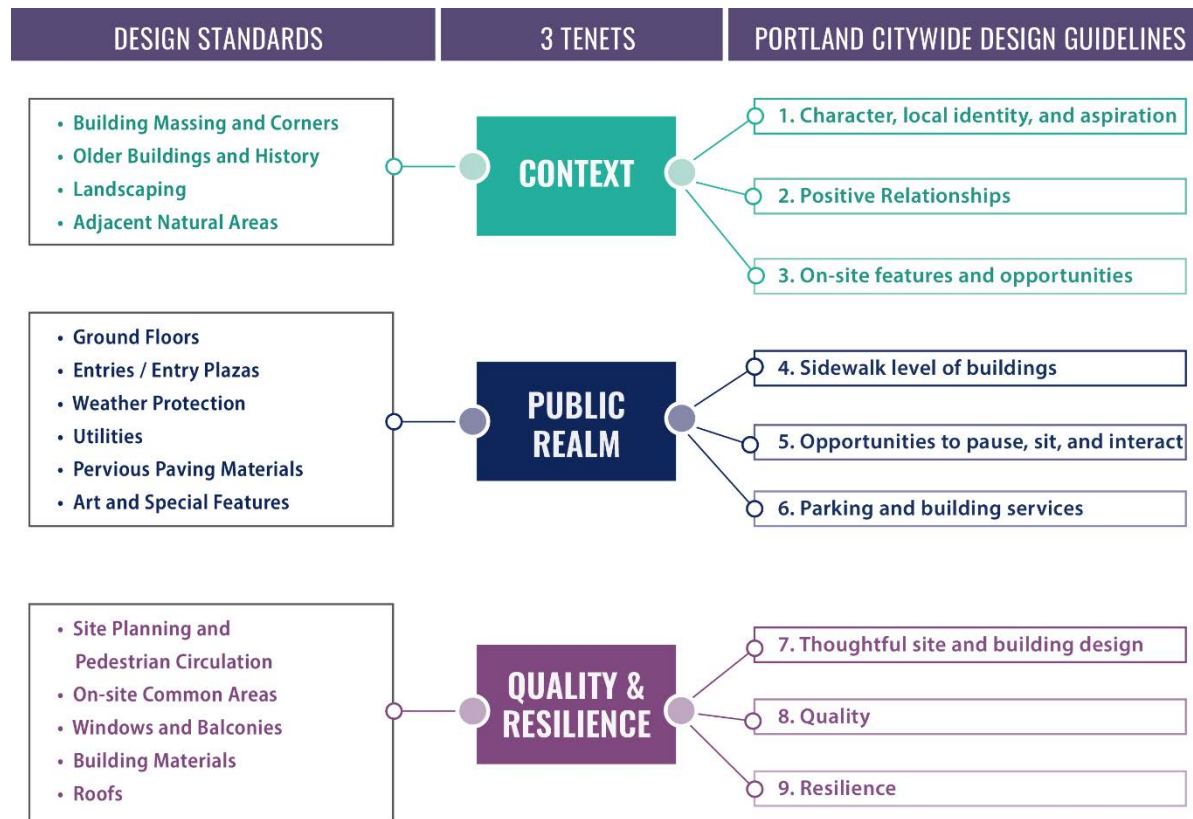 DESIGN STANDARDS
3 TENETS
PORTLAND CITYWIDE DESIGN GUIDELINES
• Building Massing and Corners
• Older Buildings and History
• Landscaping
• Adjacent Natural Areas
CONTEXT
1. Character, local identity, and aspiration
2. Positive Relationships
3. On-site features and opportunities
• Ground Floors
• Entries / Entry Plazas
• Weather Protection
• Utilities
• Pervious Paving Materials
• Art and Special Features
PUBLIC
REALM
4. Sidewalk level of buildings
5. Opportunities to pause, sit, and interact
6. Parking and building services
• Site Planning and
Pedestrian Circulation
• On-site Common Areas
• Windows and Balconies
• Building Materials
• Roofs
QUALITY &
RESILIENCE
7. Thoughtful site and building design
8. Quality
9. Resilience